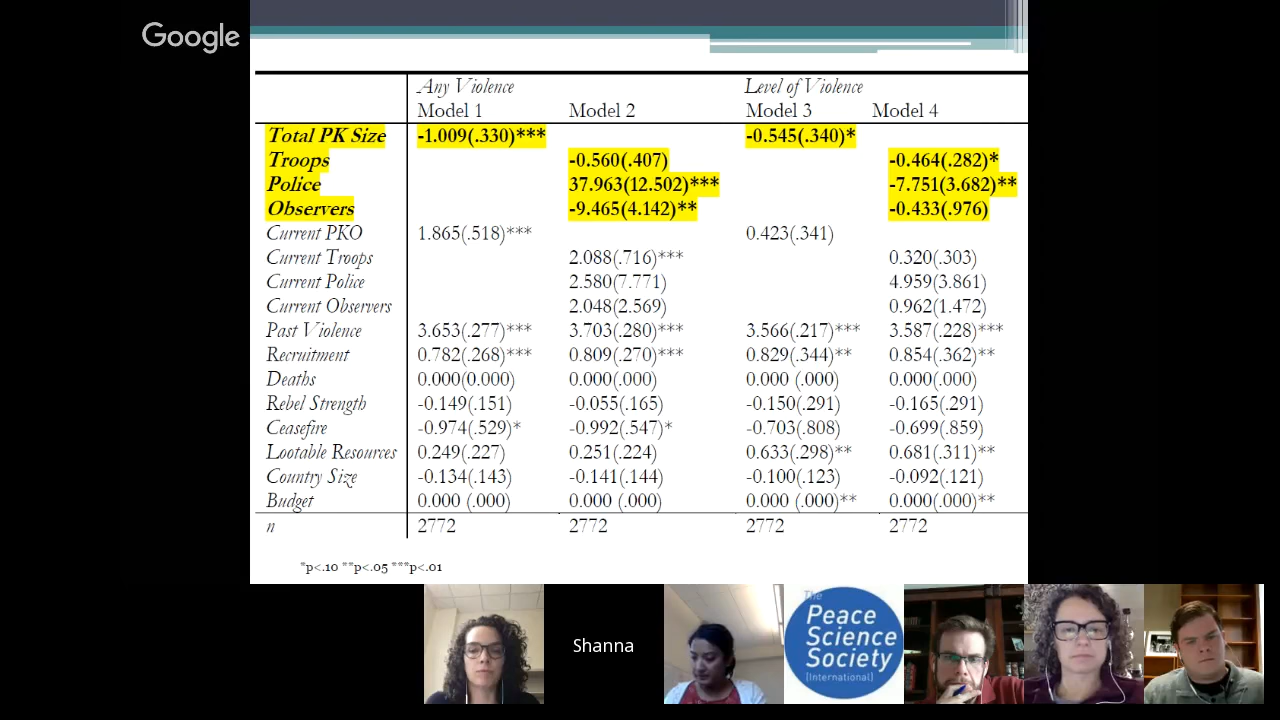 Google
Any Violence Level of Violence
Model 1 Model 2 Model 3 Model 4
Total PK Size -1.009(.330)*** -0.545(.340)*
Troops -0.560(.407) -0.464(.282)*
Police 37.963(12.502)*** -7.751(3.682)**
Observers -9.465(4.142)** -0.433(.976)
Current PKO 1.865(.518)*** 0.423(.341)
Current Troops 2.088(.716)*** 0.320(.303)
Current Police 2.580(7.771) 4.959(3.861)
Current Observers 2.048(2.569) 0.962(1.472)
Past Violence 3.653(.277)*** 3.703(.280)*** 3.566(.217)*** 3.587(.228)***
Recruitment 0.782(.268)*** 0.809(.270)*** 0.829(.344)** 0.854(.362)**
Deaths 0.000(0.000) 0.000(.000) 0.000 (.000) 0.000(.000)
Rebel Strength -0.149(.151) -0.055(.165) -0.150(.291) -0.165(.291)
Ceasefire -0.974(.529)* -0.992(.547)* -0.703(.808) -0.699(.859)
Lootable Resources 0.249(.227) 0.251(.224) 0.633(.298)** 0.681(.311)**
Country Size -0.134(.143) -0.141(.144) -0.100(.123) -0.092(.121)
Budget 0.000 (.000) 0.000 (.000) 0.000 (.000)** 0.000(.000)**
n 2772 2772 2772 2772
*p<.10 **p<.05 ***p<.01
Shanna
The
Peace
Science
Society
[International]